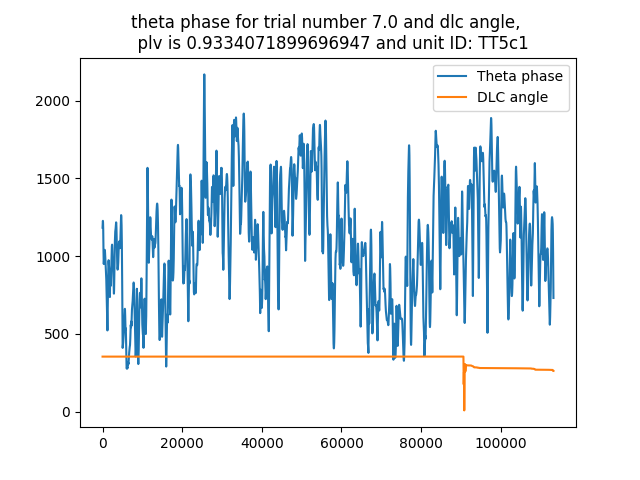 theta phase for trial number 7.0 and dlc angle,
plv is 0.9334071899696947 and unit ID: TT5c1
Theta phase
DLC angle
2000
1500
1000
500
0
0 20000 40000 60000 80000 100000